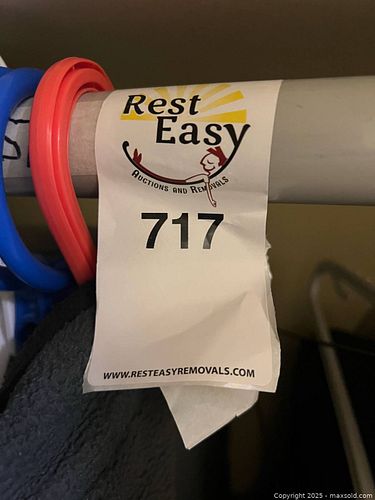 Rest
Easy
AUCTIONS AND REMOVALS
717
WWW.RESTEASYREMOVALS.COM
Copyright 2025 - maxsold.com